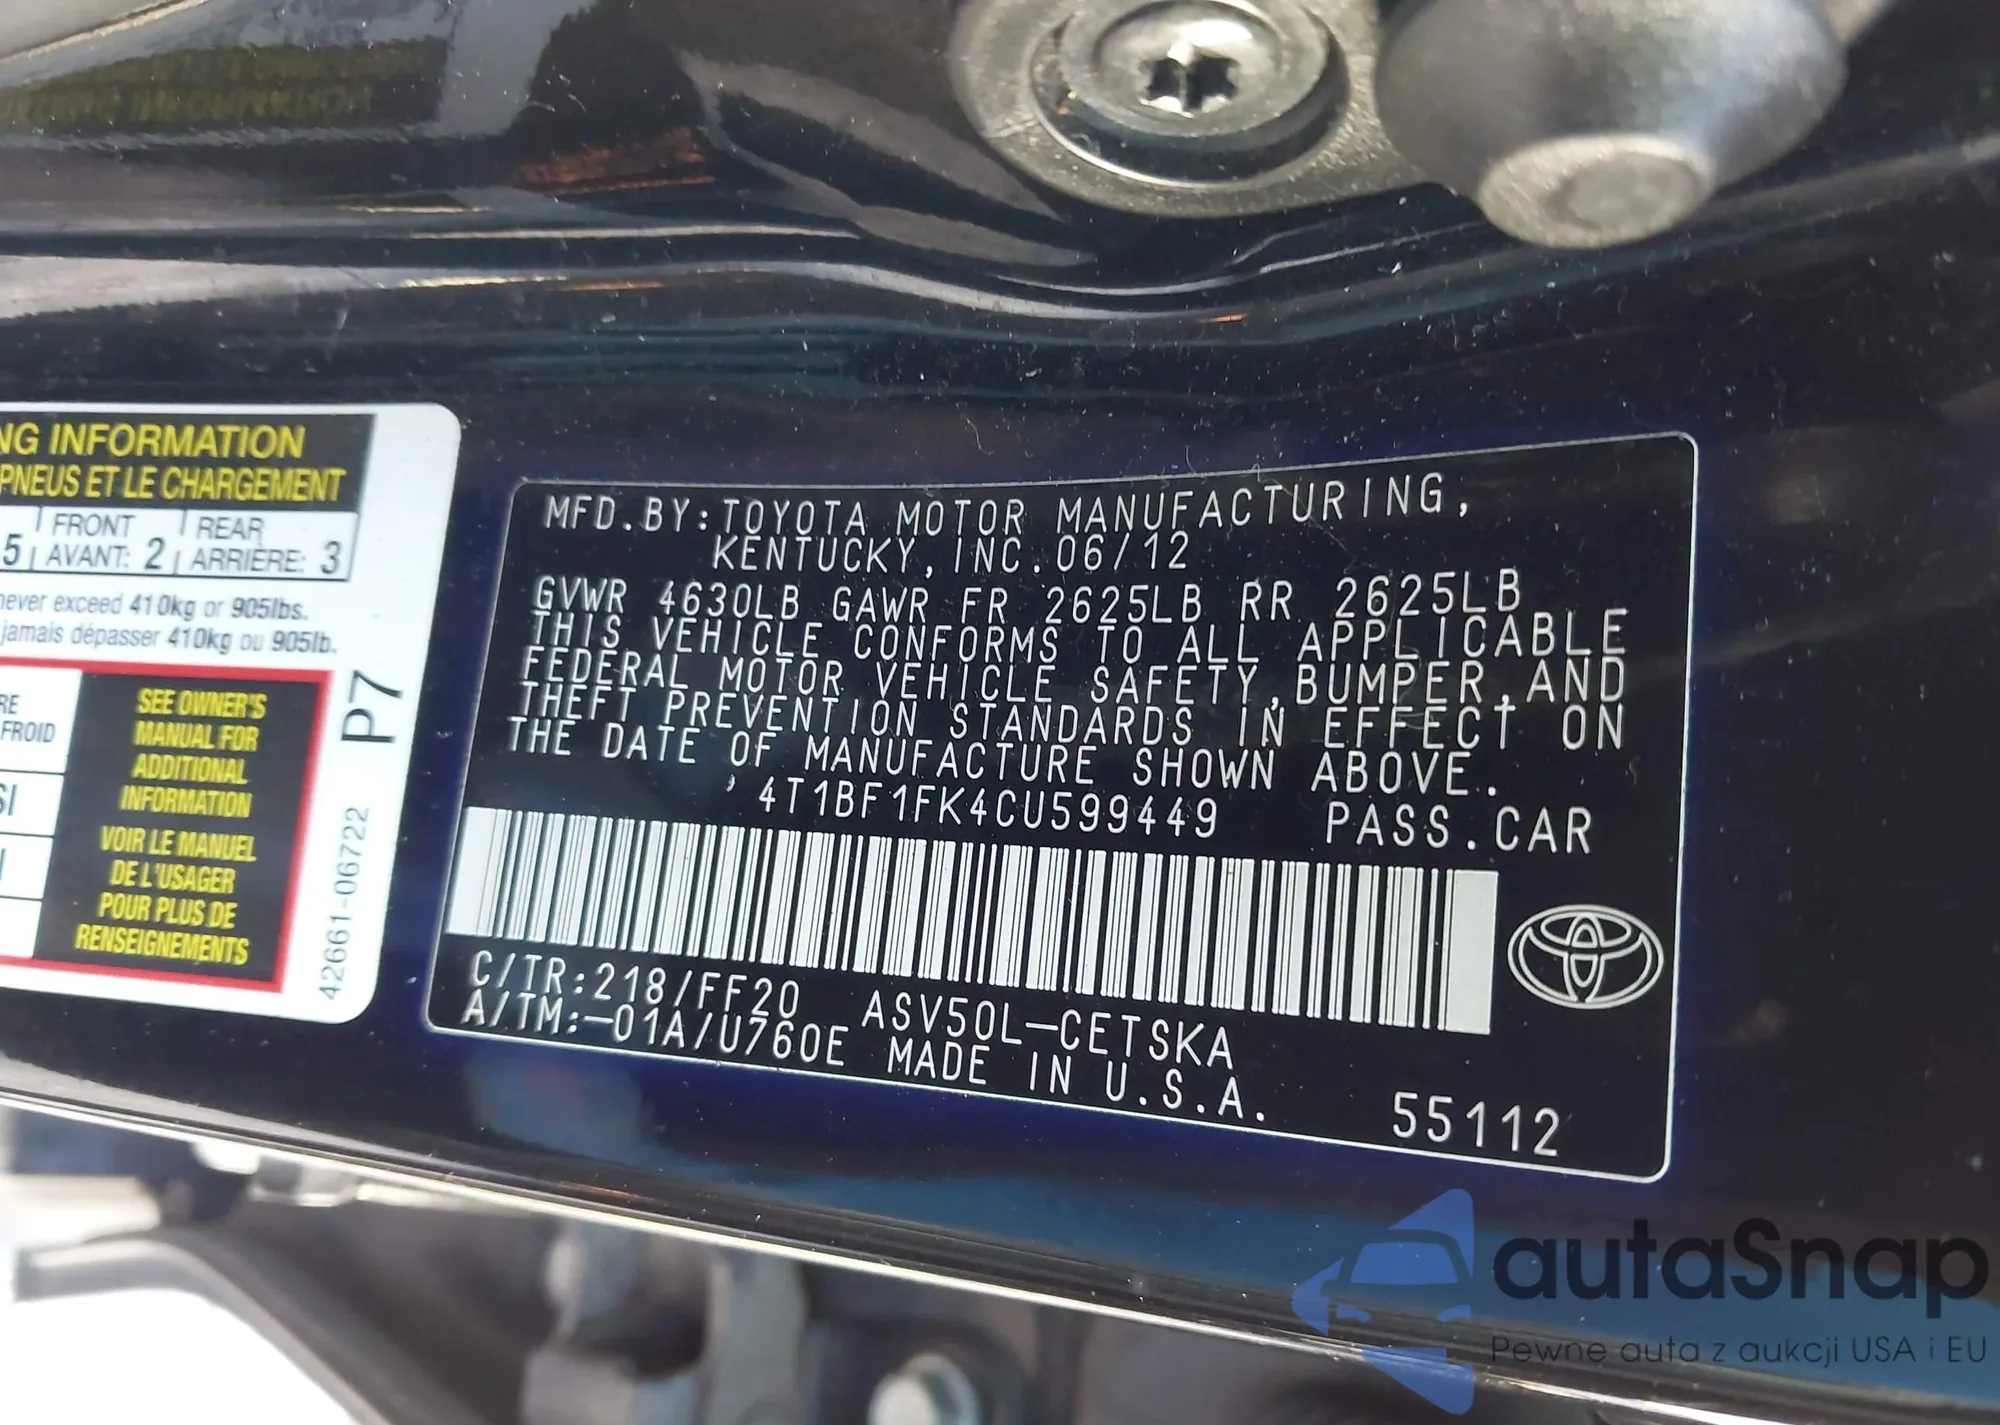 NG INFORMATION
PNEUS ET LE CHARGEMENT
5 FRONT AVANT: 2 REAR ARRIÈRE: 3
never exceed 410kg or 905lbs.
jamais dépasser 410kg ou 905lb.
RE
FROID
SEE OWNER'S
MANUAL FOR
ADDITIONAL
INFORMATION
VOIR LE MANUEL
DE L'USAGER
POUR PLUS DE
RENSEIGNEMENTS
P7
42661-06722
MFD.BY:TOYOTA MOTOR MANUFACTURING,
KENTUCKY,INC.06/12
GVWR 4630LB GAWR FR 2625LB RR 2625LB
THIS VEHICLE CONFORMS TO ALL APPLICABLE
FEDERAL MOTOR VEHICLE SAFETY,BUMPER,AND
THEFT PREVENTION STANDARDS IN EFFECT ON
THE DATE OF MANUFACTURE SHOWN ABOVE.
4T1BF1FK4CU599449 PASS.CAR
C/TR:218/FF20 ASV50L-CETSKA
A/TM:-01A/U760E MADE IN U.S.A.
55112
autaSnap
Pewne auta z aukcji USA i EU